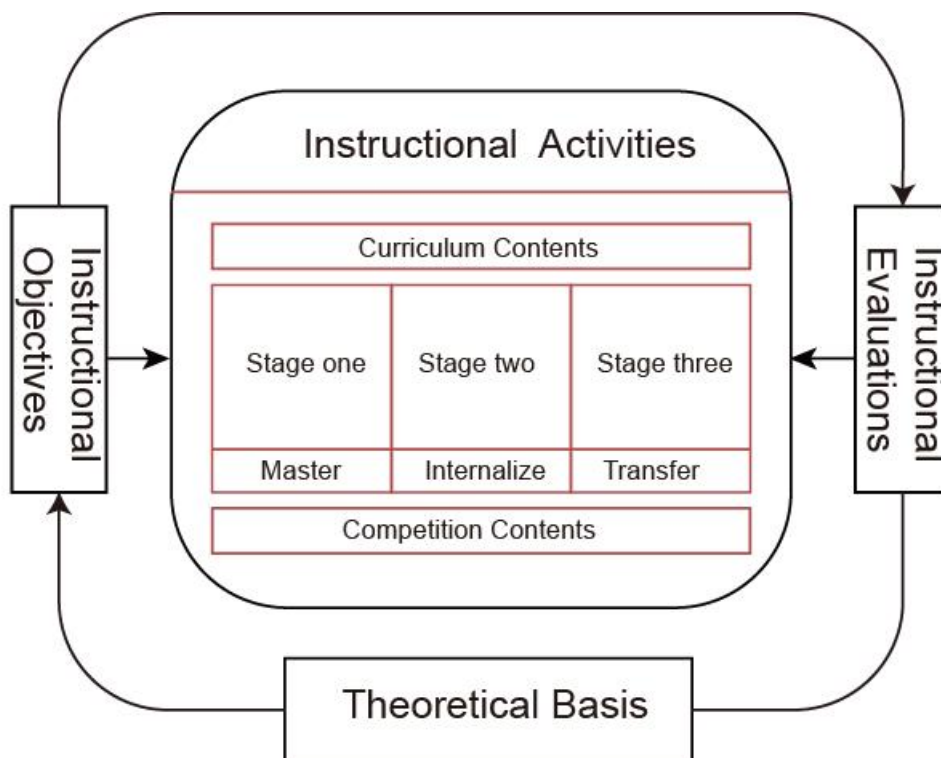 Instructional Activities
Instructional
Objectives
Curriculum Contents
Stage one
Stage two
Stage three
Master
Internalize
Transfer
Competition Contents
Instructional
Evaluations
Theoretical Basis